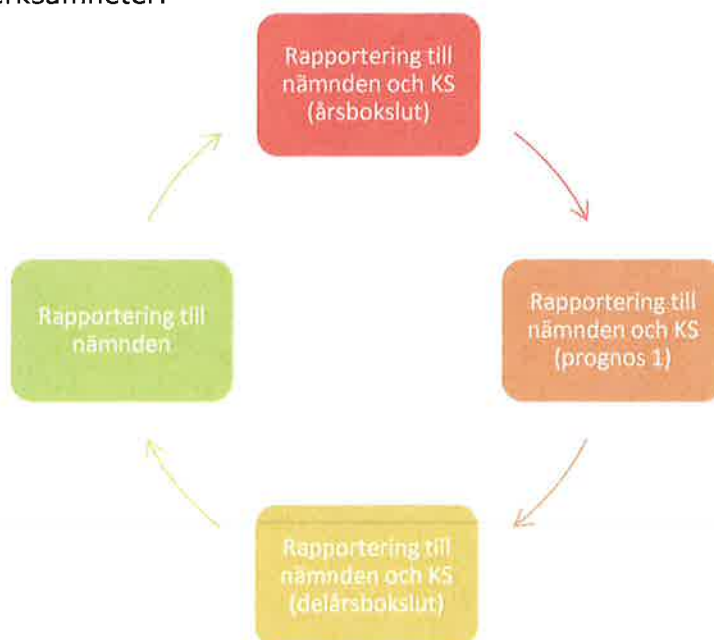 Rapportering till
nämnden och KS
(årsbokslut)
Rapportering till
nämnden och KS
(prognos 1)
Rapportering till
nämnden och KS
(delårsbokslut)
Rapportering till
nämnden